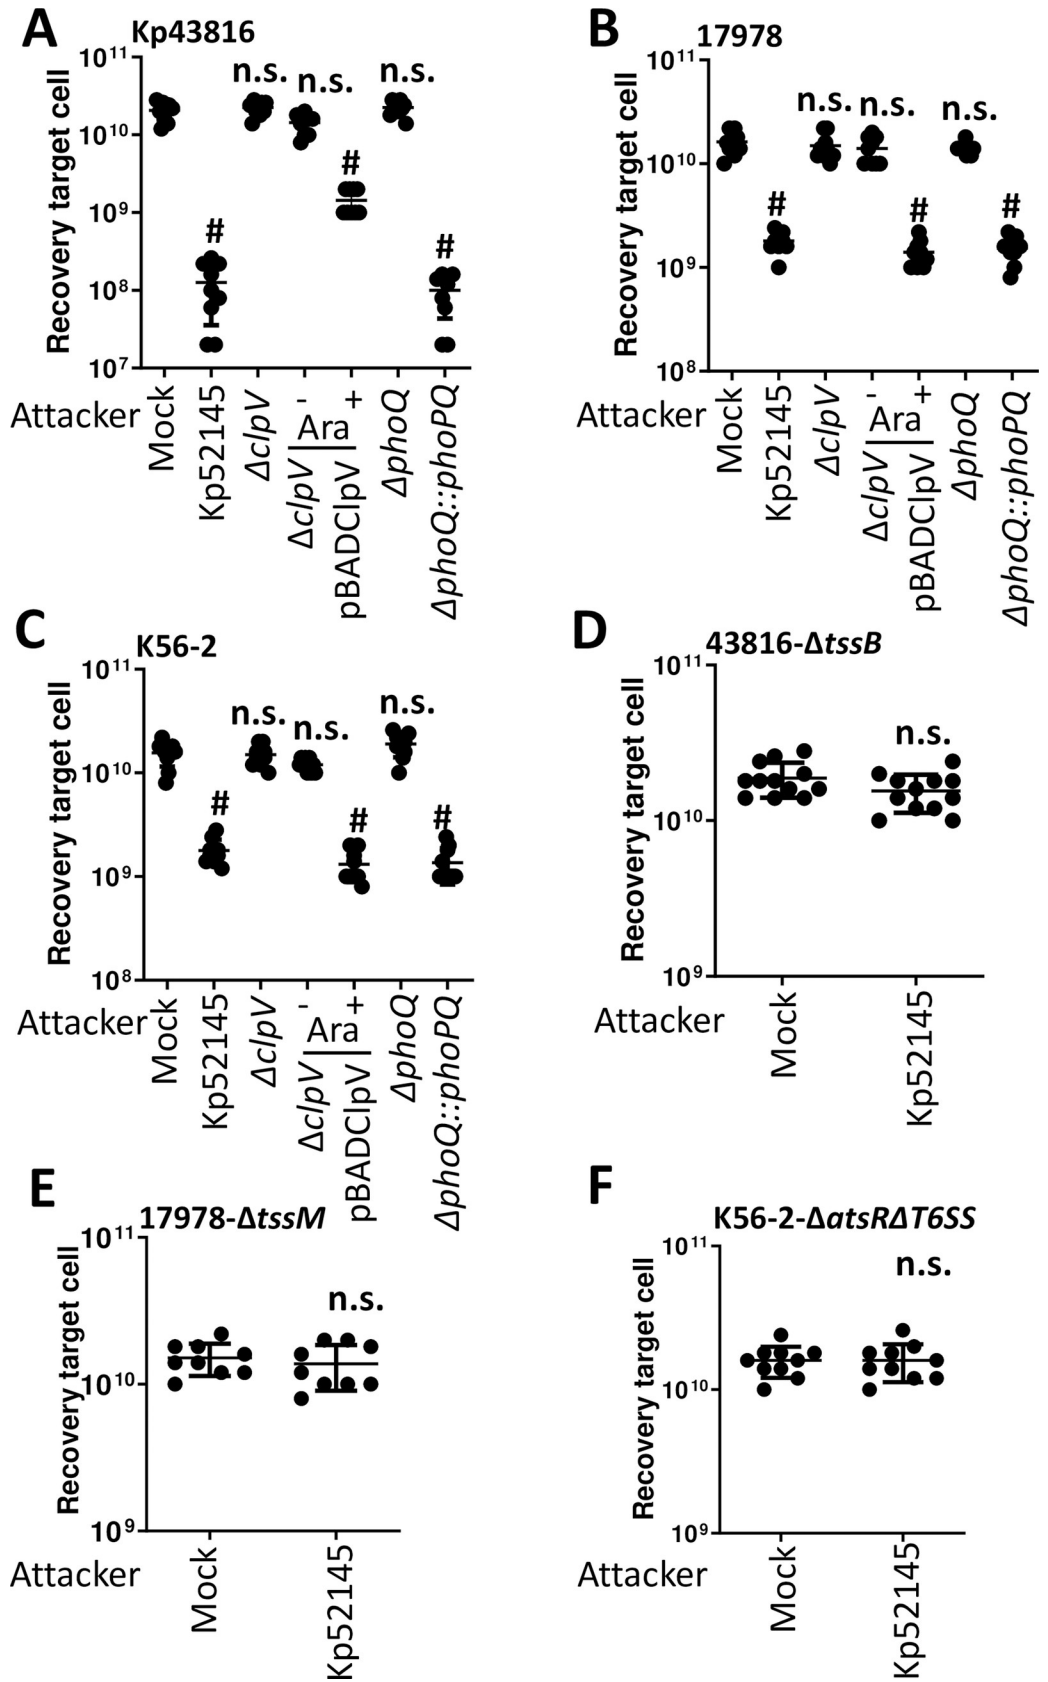 A
Kp43816
Recovery target cell
10¹¹
10¹⁰
10⁹
10⁸
10⁷
n.s.
n.s.
n.s.
#
#
#
Attacker
Mock
Kp52145
ΔclpV
- Ara +
ΔclpV
pBADClpV
ΔphoQ
ΔphoQ::phoPQ
B
17978
Recovery target cell
10¹¹
10¹⁰
10⁹
10⁸
n.s.
n.s.
n.s.
#
#
#
Attacker
Mock
Kp52145
ΔclpV
- Ara +
ΔclpV
pBADClpV
ΔphoQ
ΔphoQ::phoPQ
C
K56-2
Recovery target cell
10¹¹
10¹⁰
10⁹
10⁸
n.s.
n.s.
n.s.
#
#
#
Attacker
Mock
Kp52145
ΔclpV
- Ara +
ΔclpV
pBADClpV
ΔphoQ
ΔphoQ::phoPQ
D
43816-ΔtssB
Recovery target cell
10¹¹
10¹⁰
10⁹
n.s.
Attacker
Mock
Kp52145
E
17978-ΔtssM
Recovery target cell
10¹¹
10¹⁰
10⁹
n.s.
Attacker
Mock
Kp52145
F
K56-2-ΔatsRΔT6SS
Recovery target cell
10¹¹
10¹⁰
10⁹
n.s.
Attacker
Mock
Kp52145